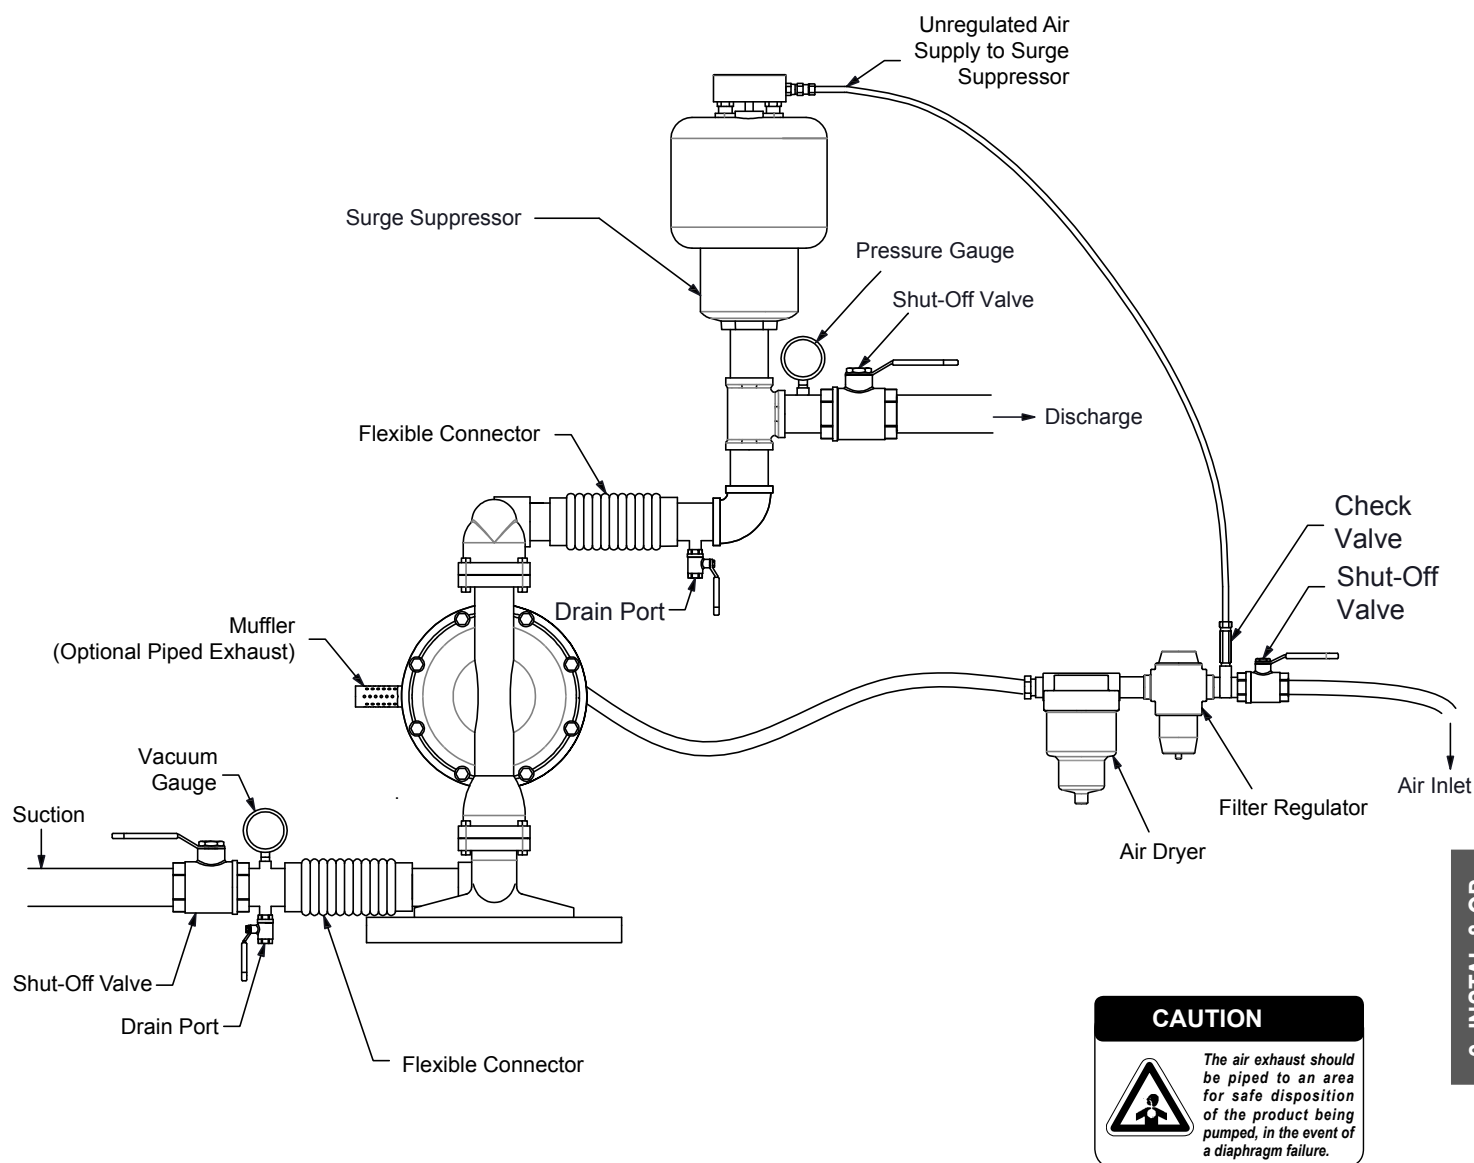 Unregulated Air
Supply to Surge
Suppressor
Surge Suppressor
Pressure Gauge
Shut-Off Valve
Discharge
Flexible Connector
Check
Valve
Shut-Off
Valve
Drain Port
Muffler
(Optional Piped Exhaust)
Vacuum
Gauge
Suction
Air Inlet
Filter Regulator
Air Dryer
Shut-Off Valve
Drain Port
Flexible Connector
CAUTION
The air exhaust should
be piped to an area
for safe disposition
of the product being
pumped, in the event of
a diaphragm failure.
INSTAL & OP